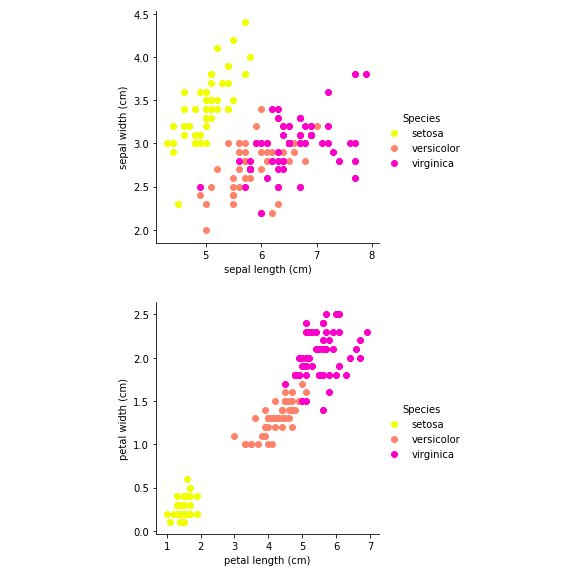 4.5
4.0
3.5
3.0
2.5
2.0
sepal width (cm)
5 6 7 8
sepal length (cm)
Species
setosa
versicolor
virginica
2.5
2.0
1.5
1.0
0.5
0.0
petal width (cm)
1 2 3 4 5 6 7
petal length (cm)
Species
setosa
versicolor
virginica